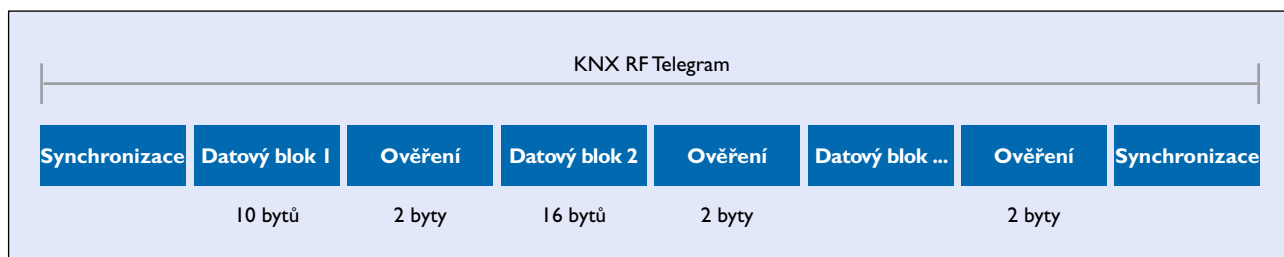 KNX RF Telegram
Synchronizace Datový blok 1 Ověření Datový blok 2 Ověření Datový blok ... Ověření Synchronizace
10 bytů 2 byty 16 bytů 2 byty 2 byty